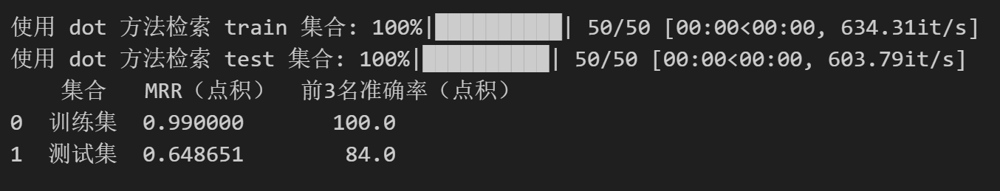 使用 dot 方法检索 train 集合: 100%|██████████| 50/50 [00:00<00:00, 634.31it/s]
使用 dot 方法检索 test 集合: 100%|██████████| 50/50 [00:00<00:00, 603.79it/s]
集合 MRR（点积） 前3名准确率（点积）
0 训练集 0.990000 100.0
1 测试集 0.648651 84.0